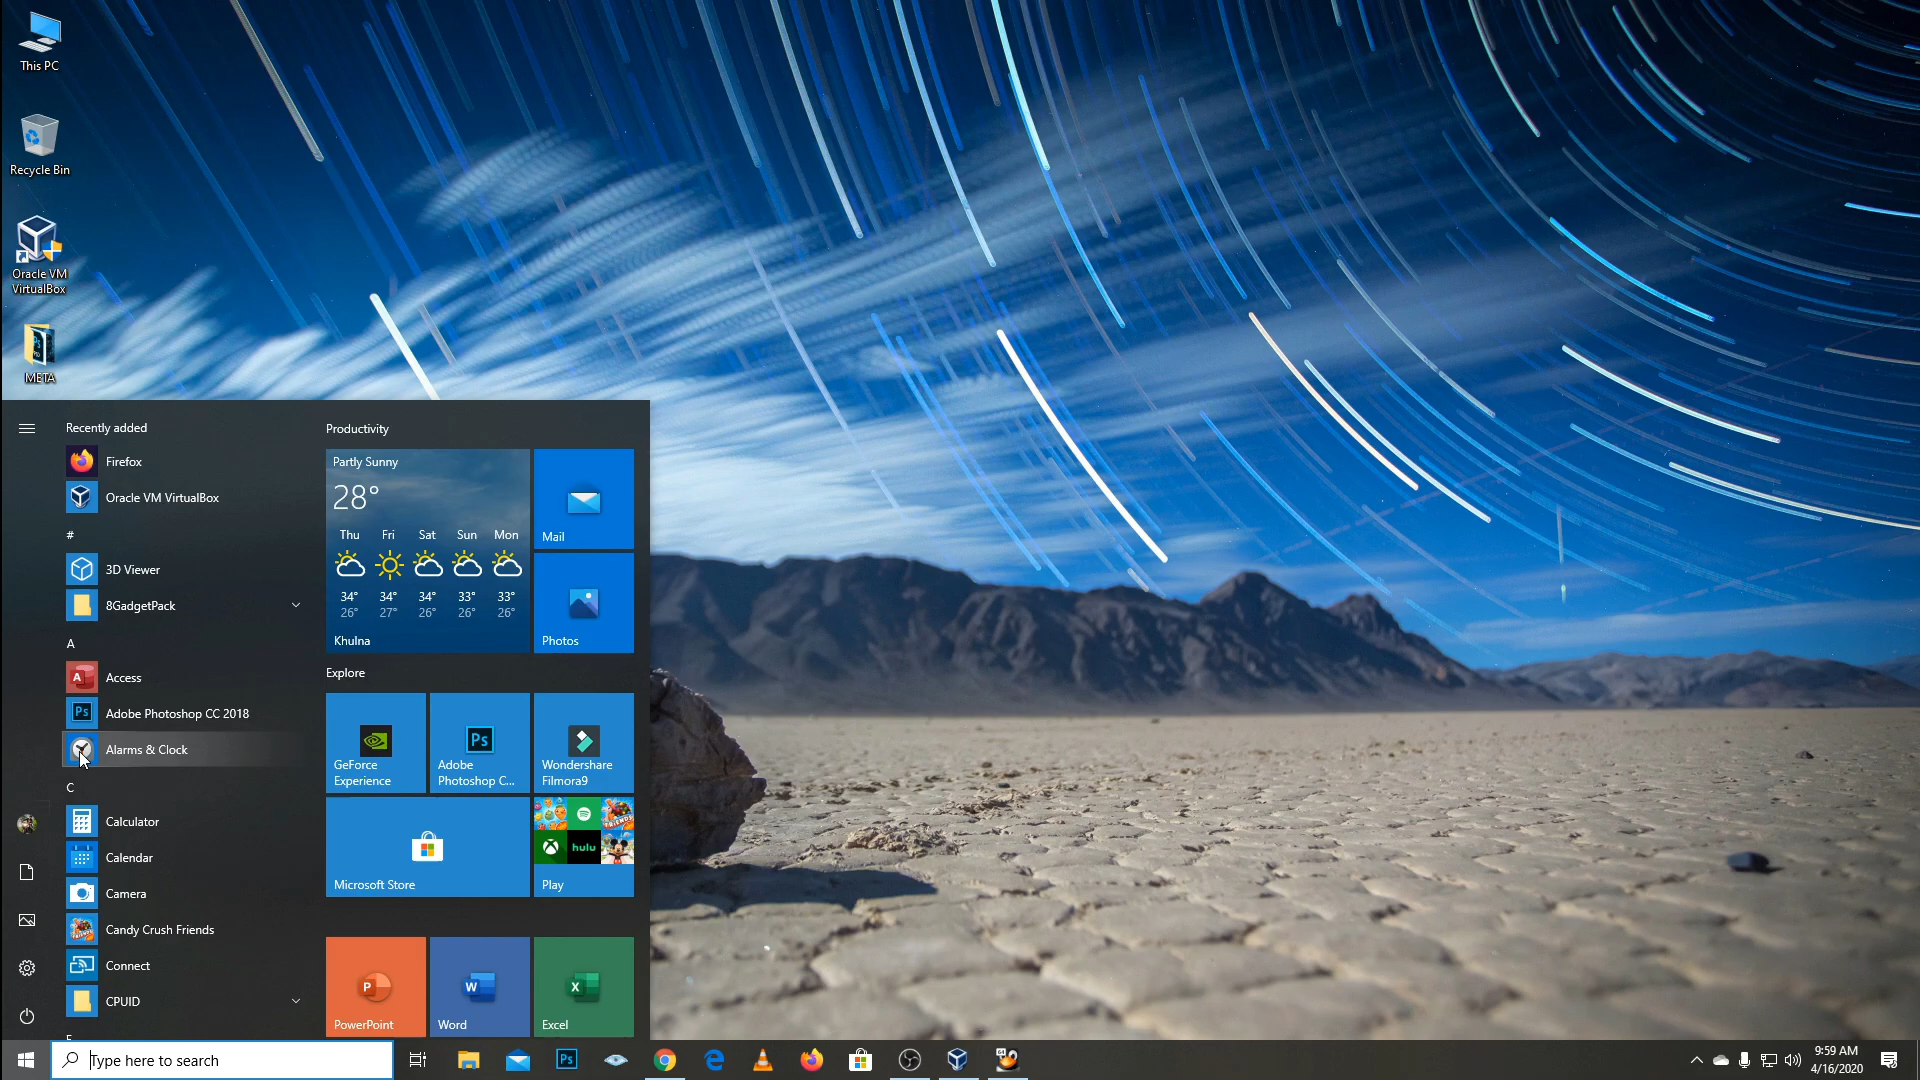 This PC
Recycle Bin
Oracle VM
VirtualBox
META
Recently added
Firefox
Oracle VM VirtualBox
#
3D Viewer
8GadgetPack
A
Access
Adobe Photoshop CC 2018
Alarms & Clock
C
Calculator
Calendar
Camera
Candy Crush Friends
Connect
CPUID
Productivity
Partly Sunny
28°
Thu Fri Sat Sun Mon
34° 34° 34° 33° 33°
26° 27° 26° 26° 26°
Khulna
Mail
Photos
Explore
GeForce
Experience
Ps
Adobe
Photoshop C...
Wondershare
Filmora9
Microsoft Store
hulu
Play
P
PowerPoint
W
Word
X
Excel
Type here to search
Ps
9:59 AM
4/16/2020